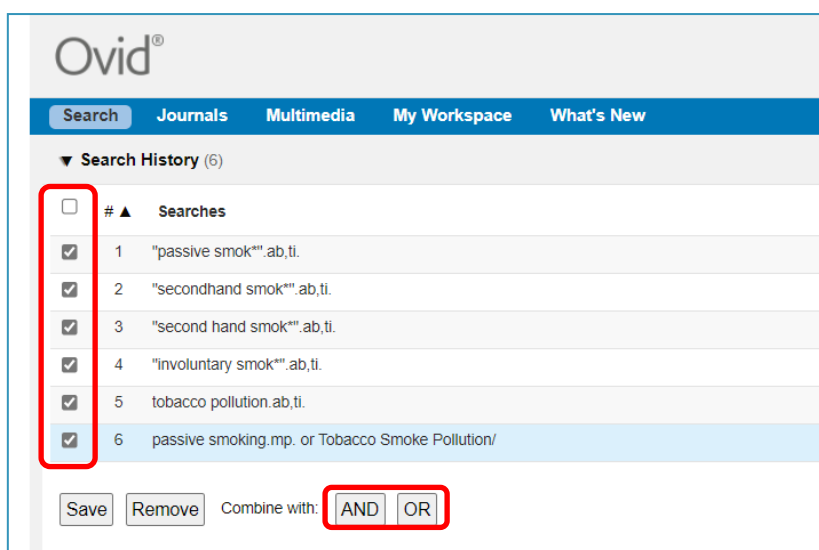 Ovid®
Search Journals Multimedia My Workspace What's New
▼ Search History (6)
# ▲ Searches
1 "passive smok*".ab,ti.
2 "secondhand smok*".ab,ti.
3 "second hand smok*".ab,ti.
4 "involuntary smok*".ab,ti.
5 tobacco pollution.ab,ti.
6 passive smoking.mp. or Tobacco Smoke Pollution/
Save Remove Combine with: AND OR